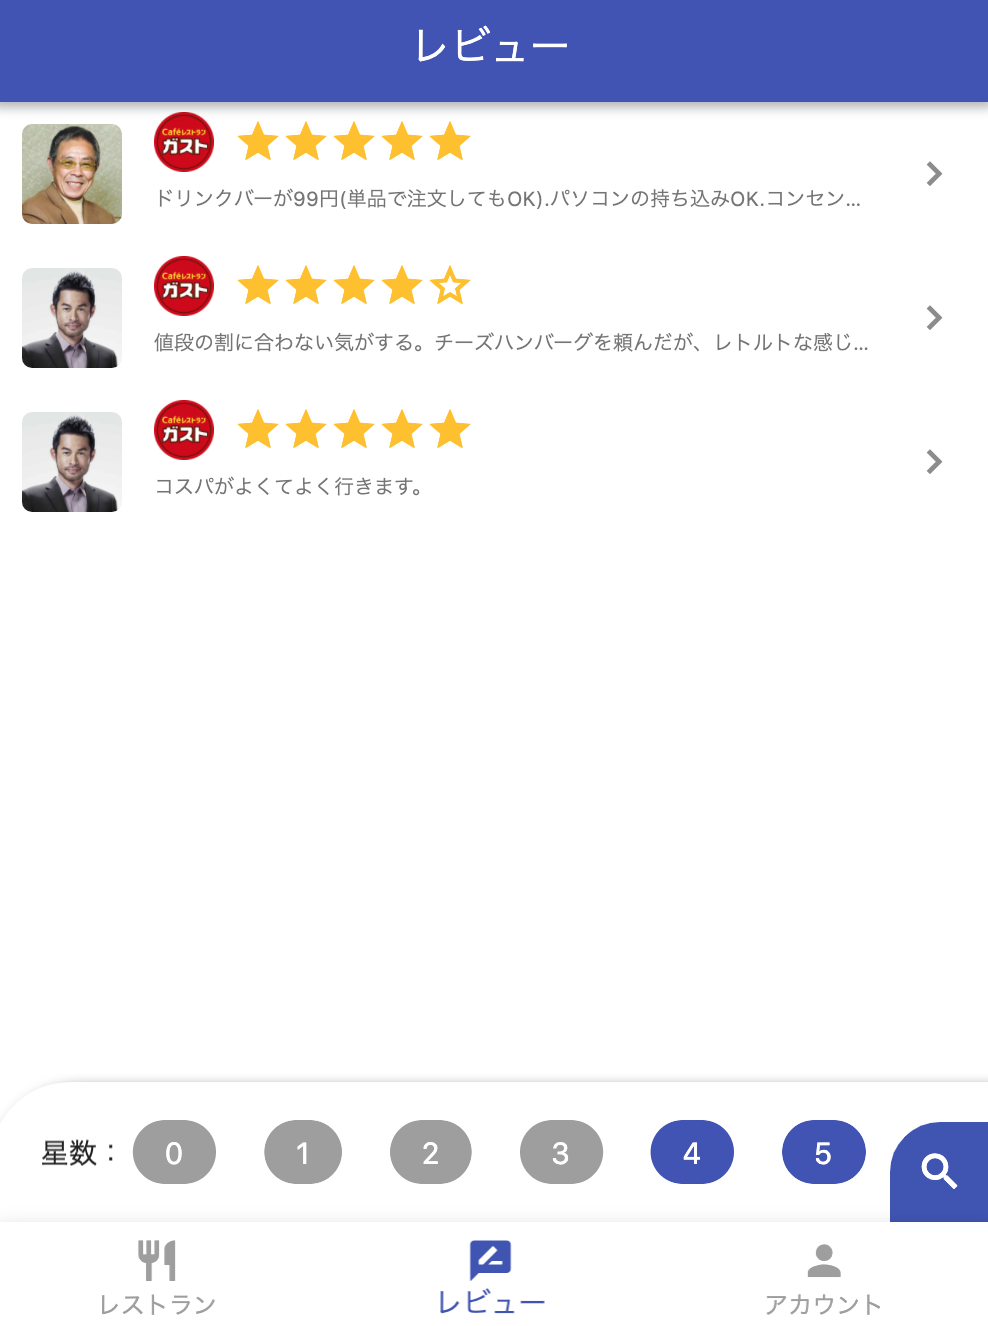 レビュー
Caféレストラン
ガスト
ドリンクバーが99円(単品で注文してもOK).パソコンの持ち込みOK.コンセン...
Caféレストラン
ガスト
値段の割に合わない気がする。チーズハンバーグを頼んだが、レトルトな感じ...
Caféレストラン
ガスト
コスパがよくてよく行きます。
星数： 0 1 2 3 4 5
レストラン レビュー アカウント